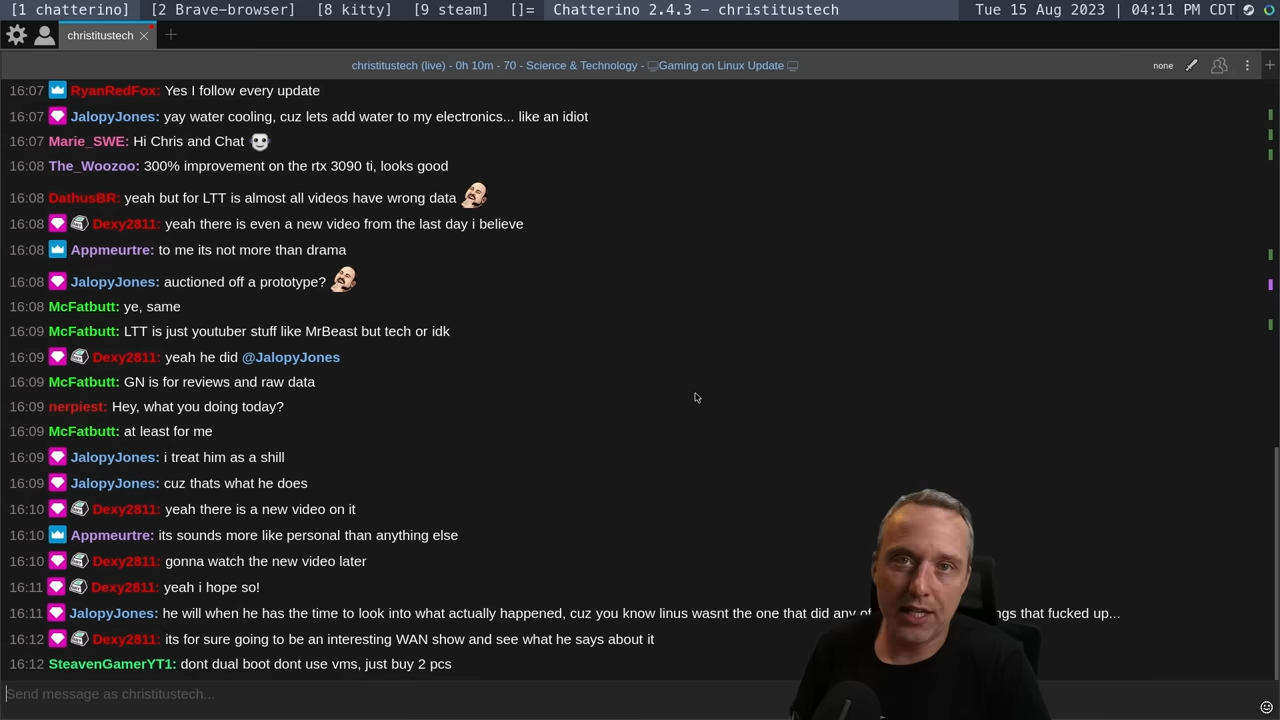 [1 chatterino] [2 Brave-browser] [8 kitty] [9 steam] []= Chatterino 2.4.3 - christitustech Tue 15 Aug 2023 | 04:11 PM CDT
christitustech
christitustech (live) - 0h 10m - 70 - Science & Technology - Gaming on Linux Update none
16:07 RyanRedFox: Yes I follow every update
16:07 JalopyJones: yay water cooling, cuz lets add water to my electronics... like an idiot
16:07 Marie_SWE: Hi Chris and Chat
16:08 The_Woozoo: 300% improvement on the rtx 3090 ti, looks good
16:08 DathusBR: yeah but for LTT is almost all videos have wrong data
16:08 Dexy2811: yeah there is even a new video from the last day i believe
16:08 Appmeurtre: to me its not more than drama
16:08 JalopyJones: auctioned off a prototype?
16:08 McFatbutt: ye, same
16:09 McFatbutt: LTT is just youtuber stuff like MrBeast but tech or idk
16:09 Dexy2811: yeah he did @JalopyJones
16:09 McFatbutt: GN is for reviews and raw data
16:09 nerpiest: Hey, what you doing today?
16:09 McFatbutt: at least for me
16:09 JalopyJones: i treat him as a shill
16:09 JalopyJones: cuz thats what he does
16:10 Dexy2811: yeah there is a new video on it
16:10 Appmeurtre: its sounds more like personal than anything else
16:10 Dexy2811: gonna watch the new video later
16:11 Dexy2811: yeah i hope so!
16:11 JalopyJones: he will when he has the time to look into what actually happened, cuz you know linus wasnt the one that did any of ngs that fucked up...
16:12 Dexy2811: its for sure going to be an interesting WAN show and see what he says about it
16:12 SteavenGamerYT1: dont dual boot dont use vms, just buy 2 pcs
Send message as christitustech...